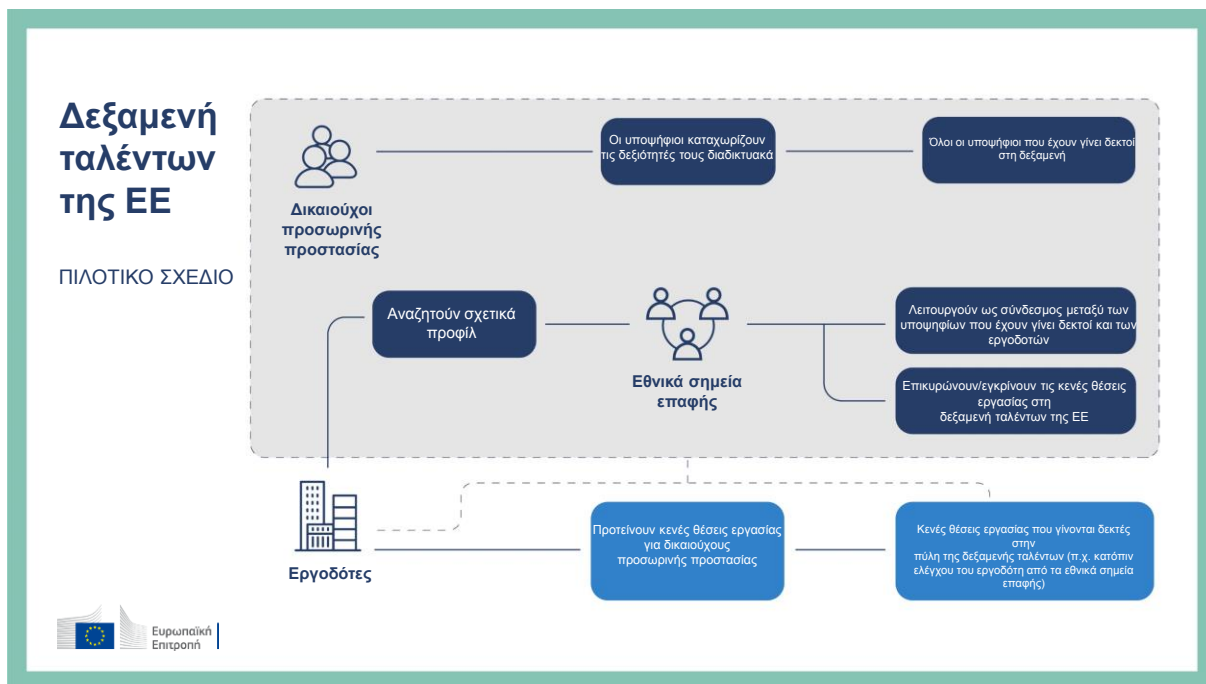 Δεξαμενή
ταλέντων
της ΕΕ
ΠΙΛΟΤΙΚΟ ΣΧΕΔΙΟ
Δικαιούχοι
προσωρινής
προστασίας
Οι υποψήφιοι καταχωρίζουν
τις δεξιότητές τους διαδικτυακά
Όλοι οι υποψήφιοι που έχουν γίνει δεκτοί
στη δεξαμενή
Αναζητούν σχετικά
προφίλ
Εθνικά σημεία
επαφής
Λειτουργούν ως σύνδεσμος μεταξύ των
υποψηφίων που έχουν γίνει δεκτοί και των
εργοδοτών
Επικυρώνουν/εγκρίνουν τις κενές θέσεις
εργασίας στη
δεξαμενή ταλέντων της ΕΕ
Εργοδότες
Προτείνουν κενές θέσεις εργασίας
για δικαιούχους
προσωρινής προστασίας
Κενές θέσεις εργασίας που γίνονται δεκτές
στην
πύλη της δεξαμενής ταλέντων (π.χ. κατόπιν
ελέγχου του εργοδότη από τα εθνικά σημεία
επαφής)
Ευρωπαϊκή
Επιτροπή